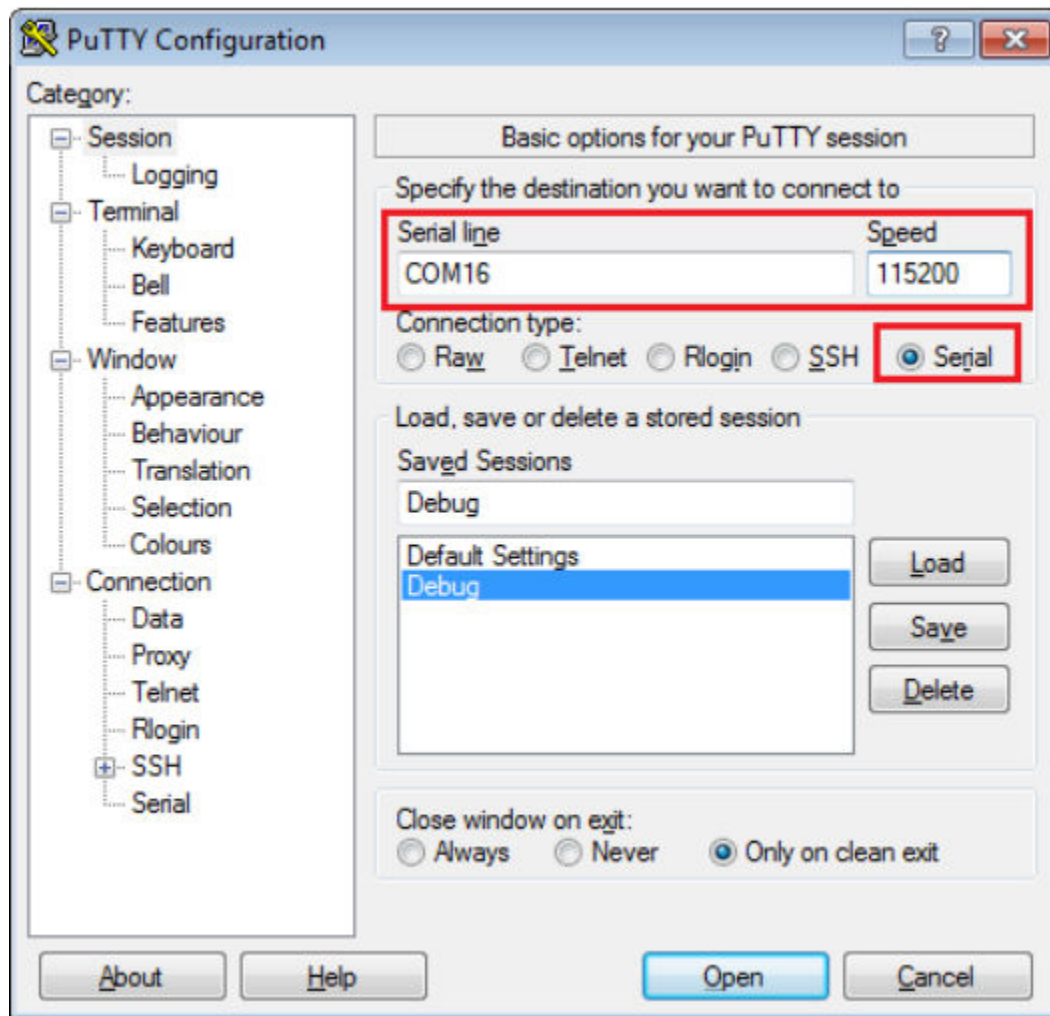 PuTTY Configuration
Category:
Session
Logging
Terminal
Keyboard
Bell
Features
Window
Appearance
Behaviour
Translation
Selection
Colours
Connection
Data
Proxy
Telnet
Rlogin
SSH
Serial
Basic options for your PuTTY session
Specify the destination you want to connect to
Serial line Speed
COM16 115200
Connection type:
Raw Telnet Rlogin SSH Serial
Load, save or delete a stored session
Saved Sessions
Debug
Default Settings
Debug
Load
Save
Delete
Close window on exit:
Always Never Only on clean exit
About Help Open Cancel